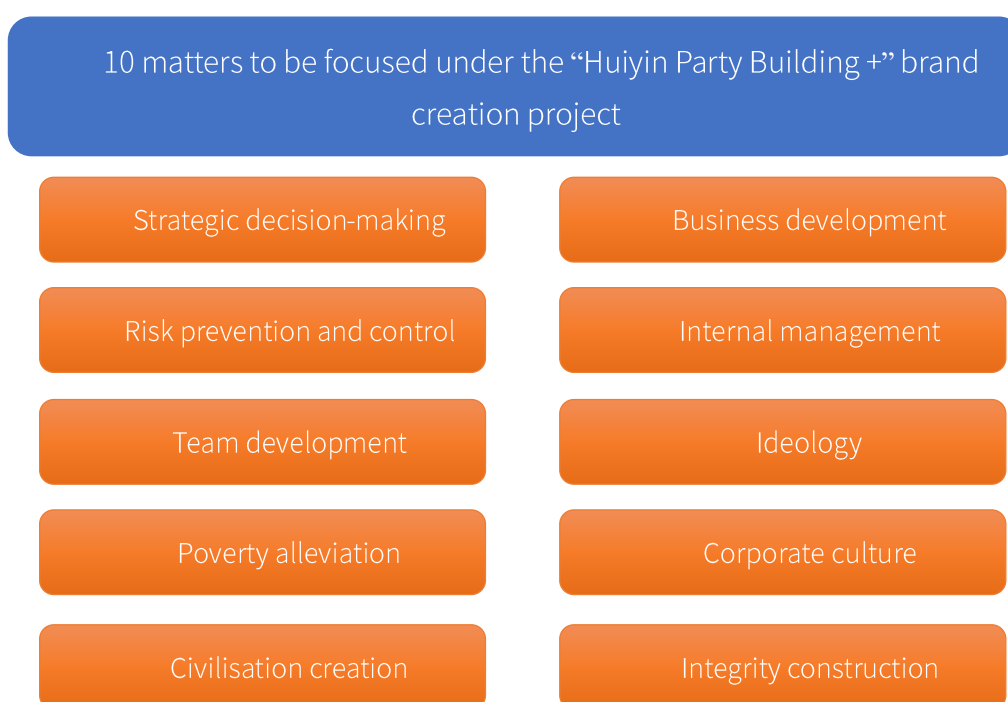 10 matters to be focused under the “Huiyin Party Building +” brand
creation project
Strategic decision-making
Business development
Risk prevention and control
Internal management
Team development
Ideology
Poverty alleviation
Corporate culture
Civilisation creation
Integrity construction